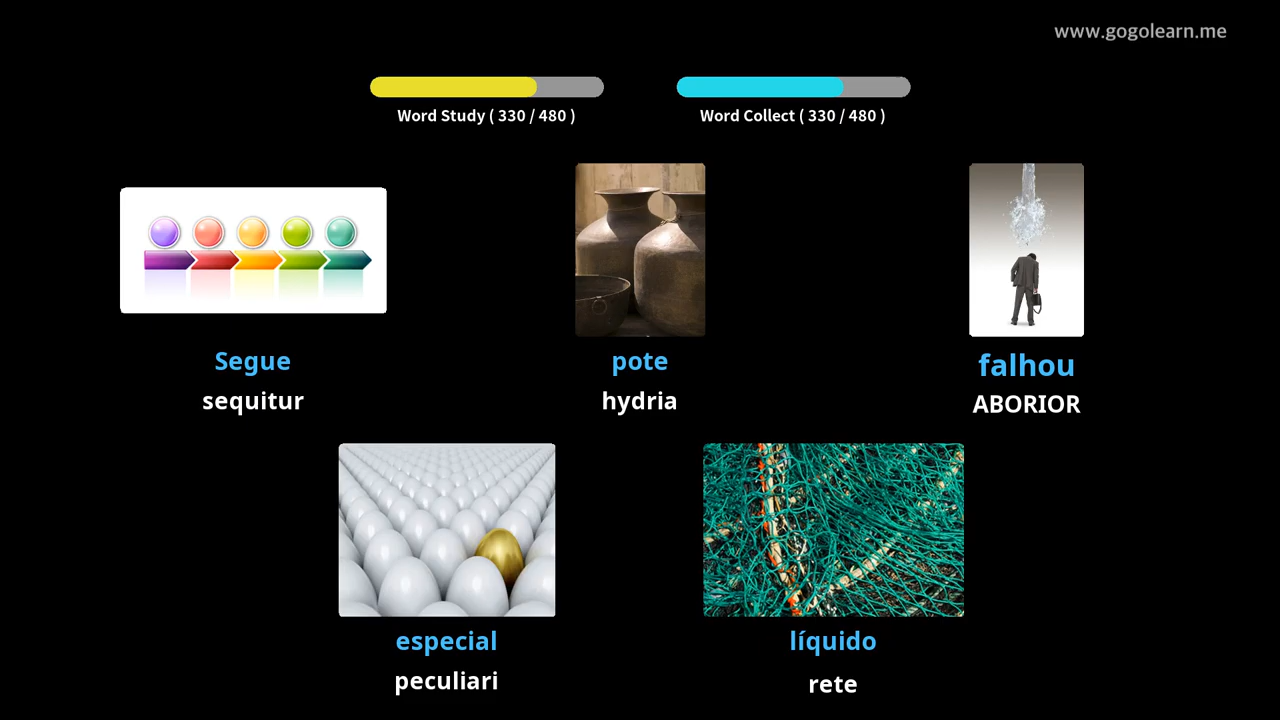 www.gogolearn.me
Word Study ( 330 / 480 )
Word Collect ( 330 / 480 )
Segue
sequitur
pote
hydria
falhou
ABORIOR
especial
peculiari
líquido
rete